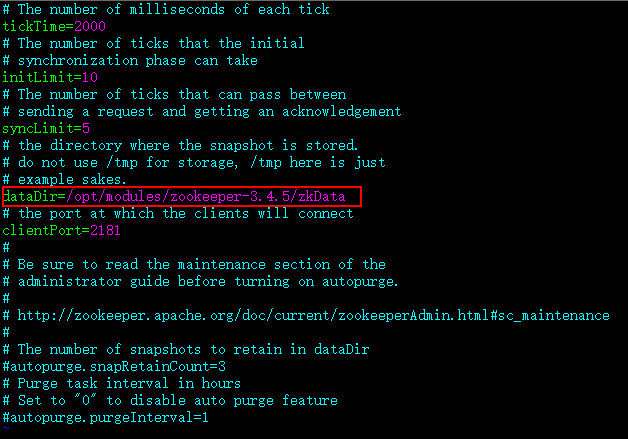 # The number of milliseconds of each tick
tickTime=2000
# The number of ticks that the initial
# synchronization phase can take
initLimit=10
# The number of ticks that can pass between
# sending a request and getting an acknowledgement
syncLimit=5
# the directory where the snapshot is stored.
# do not use /tmp for storage, /tmp here is just
# example sakes.
dataDir=/opt/modules/zookeeper-3.4.5/zkData
# the port at which the clients will connect
clientPort=2181
#
# Be sure to read the maintenance section of the
# administrator guide before turning on autopurge.
#
# http://zookeeper.apache.org/doc/current/zookeeperAdmin.html#sc_maintenance
#
# The number of snapshots to retain in dataDir
#autopurge.snapRetainCount=3
# Purge task interval in hours
# Set to "0" to disable auto purge feature
#autopurge.purgeInterval=1